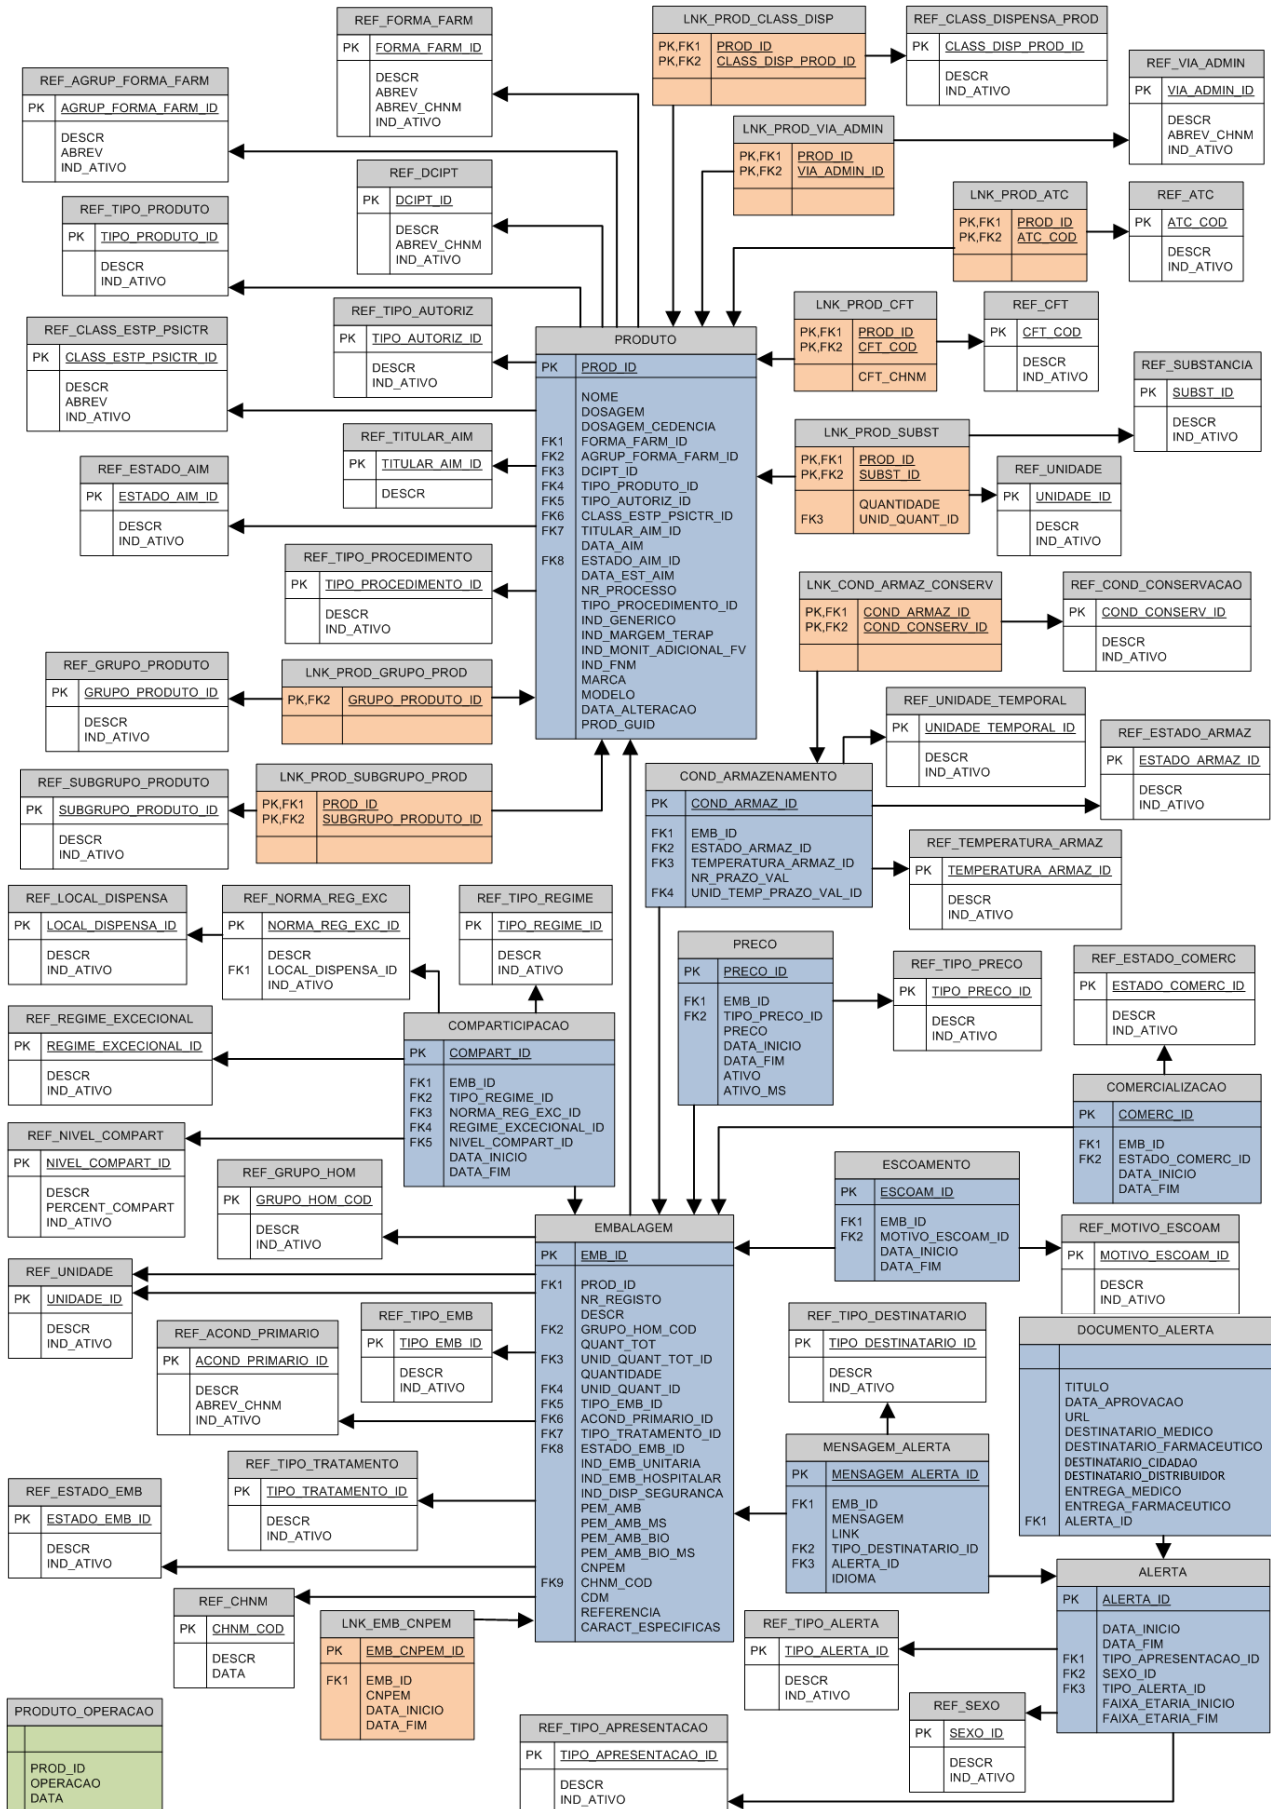 REF_FORMA_FARM
PK FORMA_FARM_ID
DESCR
ABREV
ABREV_CHNM
IND_ATIVO
LNK_PROD_CLASS_DISP
PK,FK1 PROD_ID
PK,FK2 CLASS_DISP_PROD_ID
REF_CLASS_DISPENSA_PROD
PK CLASS_DISP_PROD_ID
DESCR
IND_ATIVO
REF_VIA_ADMIN
PK VIA_ADMIN_ID
DESCR
ABREV_CHNM
IND_ATIVO
REF_AGRUP_FORMA_FARM
PK AGRUP_FORMA_FARM_ID
DESCR
ABREV
IND_ATIVO
LNK_PROD_VIA_ADMIN
PK,FK1 PROD_ID
PK,FK2 VIA_ADMIN_ID
REF_DCIPT
PK DCIPT_ID
DESCR
ABREV_CHNM
IND_ATIVO
LNK_PROD_ATC
PK,FK1 PROD_ID
PK,FK2 ATC_COD
REF_ATC
PK ATC_COD
DESCR
IND_ATIVO
REF_TIPO_PRODUTO
PK TIPO_PRODUTO_ID
DESCR
IND_ATIVO
REF_TIPO_AUTORIZ
PK TIPO_AUTORIZ_ID
DESCR
IND_ATIVO
LNK_PROD_CFT
PK,FK1 PROD_ID
PK,FK2 CFT_COD
CFT_CHNM
REF_CFT
PK CFT_COD
DESCR
IND_ATIVO
REF_CLASS_ESTP_PSICTR
PK CLASS_ESTP_PSICTR_ID
DESCR
ABREV
IND_ATIVO
PRODUTO
PK PROD_ID
NOME
DOSAGEM
DOSAGEM_CEDENCIA
FK1 FORMA_FARM_ID
FK2 AGRUP_FORMA_FARM_ID
FK3 DCIPT_ID
FK4 TIPO_PRODUTO_ID
FK5 TIPO_AUTORIZ_ID
FK6 CLASS_ESTP_PSICTR_ID
FK7 TITULAR_AIM_ID
DATA_AIM
FK8 ESTADO_AIM_ID
DATA_EST_AIM
NR_PROCESSO
TIPO_PROCEDIMENTO_ID
IND_GENERICO
IND_MARGEM_TERAP
IND_MONIT_ADICIONAL_FV
IND_FNM
MARCA
MODELO
DATA_ALTERACAO
PROD_GUID
REF_SUBSTANCIA
PK SUBST_ID
DESCR
IND_ATIVO
REF_TITULAR_AIM
PK TITULAR_AIM_ID
DESCR
LNK_PROD_SUBST
PK,FK1 PROD_ID
PK,FK2 SUBST_ID
QUANTIDADE
FK3 UNID_QUANT_ID
REF_UNIDADE
PK UNIDADE_ID
DESCR
IND_ATIVO
REF_ESTADO_AIM
PK ESTADO_AIM_ID
DESCR
IND_ATIVO
REF_TIPO_PROCEDIMENTO
PK TIPO_PROCEDIMENTO_ID
DESCR
IND_ATIVO
LNK_COND_ARMAZ_CONSERV
PK,FK1 COND_ARMAZ_ID
PK,FK2 COND_CONSERV_ID
REF_COND_CONSERVACAO
PK COND_CONSERV_ID
DESCR
IND_ATIVO
REF_GRUPO_PRODUTO
PK GRUPO_PRODUTO_ID
DESCR
IND_ATIVO
LNK_PROD_GRUPO_PROD
PK,FK2 GRUPO_PRODUTO_ID
REF_UNIDADE_TEMPORAL
PK UNIDADE_TEMPORAL_ID
DESCR
IND_ATIVO
REF_ESTADO_ARMAZ
PK ESTADO_ARMAZ_ID
DESCR
IND_ATIVO
REF_SUBGRUPO_PRODUTO
PK SUBGRUPO_PRODUTO_ID
DESCR
IND_ATIVO
LNK_PROD_SUBGRUPO_PROD
PK,FK1 PROD_ID
PK,FK2 SUBGRUPO_PRODUTO_ID
COND_ARMAZENAMENTO
PK COND_ARMAZ_ID
FK1 EMB_ID
FK2 ESTADO_ARMAZ_ID
FK3 TEMPERATURA_ARMAZ_ID
NR_PRAZO_VAL
FK4 UNID_TEMP_PRAZO_VAL_ID
REF_TEMPERATURA_ARMAZ
PK TEMPERATURA_ARMAZ_ID
DESCR
IND_ATIVO
REF_LOCAL_DISPENSA
PK LOCAL_DISPENSA_ID
DESCR
IND_ATIVO
REF_NORMA_REG_EXC
PK NORMA_REG_EXC_ID
DESCR
FK1 LOCAL_DISPENSA_ID
IND_ATIVO
REF_TIPO_REGIME
PK TIPO_REGIME_ID
DESCR
IND_ATIVO
PRECO
PK PRECO_ID
FK1 EMB_ID
FK2 TIPO_PRECO_ID
PRECO
DATA_INICIO
DATA_FIM
ATIVO
ATIVO_MS
REF_TIPO_PRECO
PK TIPO_PRECO_ID
DESCR
IND_ATIVO
REF_ESTADO_COMERC
PK ESTADO_COMERC_ID
DESCR
IND_ATIVO
REF_REGIME_EXCECIONAL
PK REGIME_EXCECIONAL_ID
DESCR
IND_ATIVO
COMPARTICIPACAO
PK COMPART_ID
FK1 EMB_ID
FK2 TIPO_REGIME_ID
FK3 NORMA_REG_EXC_ID
FK4 REGIME_EXCECIONAL_ID
FK5 NIVEL_COMPART_ID
DATA_INICIO
DATA_FIM
COMERCIALIZACAO
PK COMERC_ID
FK1 EMB_ID
FK2 ESTADO_COMERC_ID
DATA_INICIO
DATA_FIM
REF_NIVEL_COMPART
PK NIVEL_COMPART_ID
DESCR
PERCENT_COMPART
IND_ATIVO
REF_GRUPO_HOM
PK GRUPO_HOM_COD
DESCR
IND_ATIVO
ESCOAMENTO
PK ESCOAM_ID
FK1 EMB_ID
FK2 MOTIVO_ESCOAM_ID
DATA_INICIO
DATA_FIM
REF_MOTIVO_ESCOAM
PK MOTIVO_ESCOAM_ID
DESCR
IND_ATIVO
EMBALAGEM
PK EMB_ID
FK1 PROD_ID
NR_REGISTO
DESCR
FK2 GRUPO_HOM_COD
QUANT_TOT
FK3 UNID_QUANT_TOT_ID
QUANTIDADE
FK4 UNID_QUANT_ID
FK5 TIPO_EMB_ID
FK6 ACOND_PRIMARIO_ID
FK7 TIPO_TRATAMENTO_ID
FK8 ESTADO_EMB_ID
IND_EMB_UNITARIA
IND_EMB_HOSPITALAR
IND_DISP_SEGURANCA
PEM_AMB
PEM_AMB_MS
PEM_AMB_BIO
PEM_AMB_BIO_MS
CNPEM
FK9 CHNM_COD
CDM
REFERENCIA
CARACT_ESPECIFICAS
REF_UNIDADE
PK UNIDADE_ID
DESCR
IND_ATIVO
REF_TIPO_EMB
PK TIPO_EMB_ID
DESCR
IND_ATIVO
REF_ACOND_PRIMARIO
PK ACOND_PRIMARIO_ID
DESCR
ABREV_CHNM
IND_ATIVO
REF_TIPO_DESTINATARIO
PK TIPO_DESTINATARIO_ID
DESCR
IND_ATIVO
DOCUMENTO_ALERTA
TITULO
DATA_APROVACAO
URL
DESTINATARIO_MEDICO
DESTINATARIO_FARMACEUTICO
DESTINATARIO_CIDADAO
DESTINATARIO_DISTRIBUIDOR
ENTREGA_MEDICO
ENTREGA_FARMACEUTICO
FK1 ALERTA_ID
REF_TIPO_TRATAMENTO
PK TIPO_TRATAMENTO_ID
DESCR
IND_ATIVO
MENSAGEM_ALERTA
PK MENSAGEM_ALERTA_ID
FK1 EMB_ID
MENSAGEM
LINK
FK2 TIPO_DESTINATARIO_ID
FK3 ALERTA_ID
IDIOMA
REF_ESTADO_EMB
PK ESTADO_EMB_ID
DESCR
IND_ATIVO
REF_CHNM
PK CHNM_COD
DESCR
DATA
LNK_EMB_CNPEM
PK EMB_CNPEM_ID
FK1 EMB_ID
CNPEM
DATA_INICIO
DATA_FIM
REF_TIPO_ALERTA
PK TIPO_ALERTA_ID
DESCR
IND_ATIVO
ALERTA
PK ALERTA_ID
DATA_INICIO
DATA_FIM
FK1 TIPO_APRESENTACAO_ID
FK2 SEXO_ID
FK3 TIPO_ALERTA_ID
FAIXA_ETARIA_INICIO
FAIXA_ETARIA_FIM
REF_SEXO
PK SEXO_ID
DESCR
IND_ATIVO
PRODUTO_OPERACAO
PROD_ID
OPERACAO
DATA
REF_TIPO_APRESENTACAO
PK TIPO_APRESENTACAO_ID
DESCR
IND_ATIVO